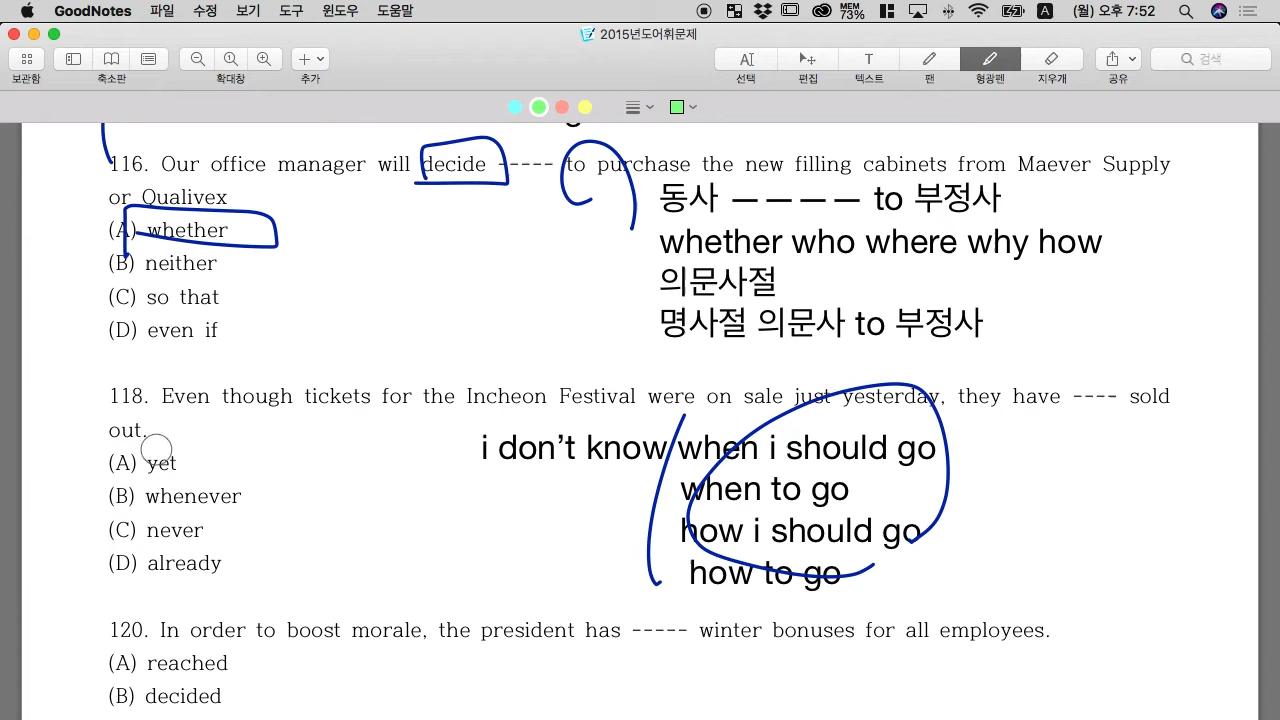 GoodNotes 파일 수정 보기 도구 윈도우 도움말 MEM 73% A (월) 오후 7:52
2015년도어휘문제
보관함 축소판 확대창 추가 선택 편집 텍스트 펜 형광펜 지우개 공유 검색
116. Our office manager will decide ----- to purchase the new filling cabinets from Maever Supply
or Qualivex
(A) whether
(B) neither
(C) so that
(D) even if
동사 ———— to 부정사
whether who where why how
의문사절
명사절 의문사 to 부정사
118. Even though tickets for the Incheon Festival were on sale just yesterday, they have ---- sold
out.
(A) yet
(B) whenever
(C) never
(D) already
i don’t know when i should go
when to go
how i should go
how to go
120. In order to boost morale, the president has ----- winter bonuses for all employees.
(A) reached
(B) decided